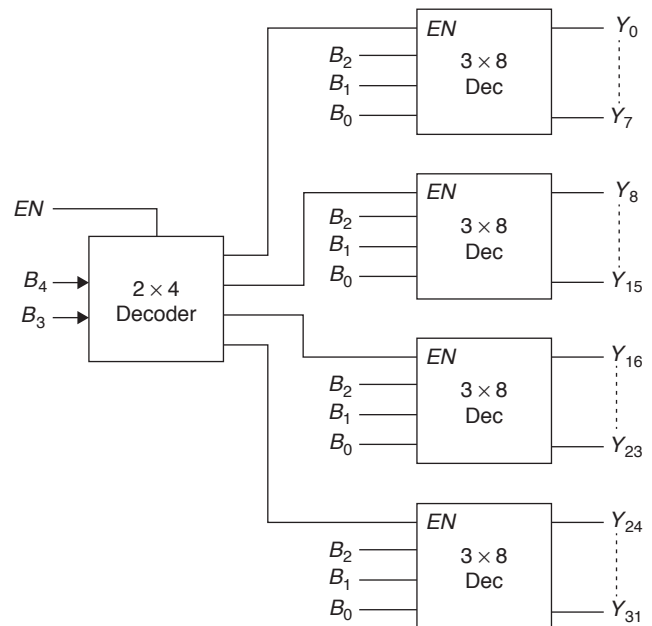 EN
B4
B3
2 × 4
Decoder
EN
B2
B1
B0
3 × 8
Dec
Y0
Y7
EN
B2
B1
B0
3 × 8
Dec
Y8
Y15
EN
B2
B1
B0
3 × 8
Dec
Y16
Y23
EN
B2
B1
B0
3 × 8
Dec
Y24
Y31